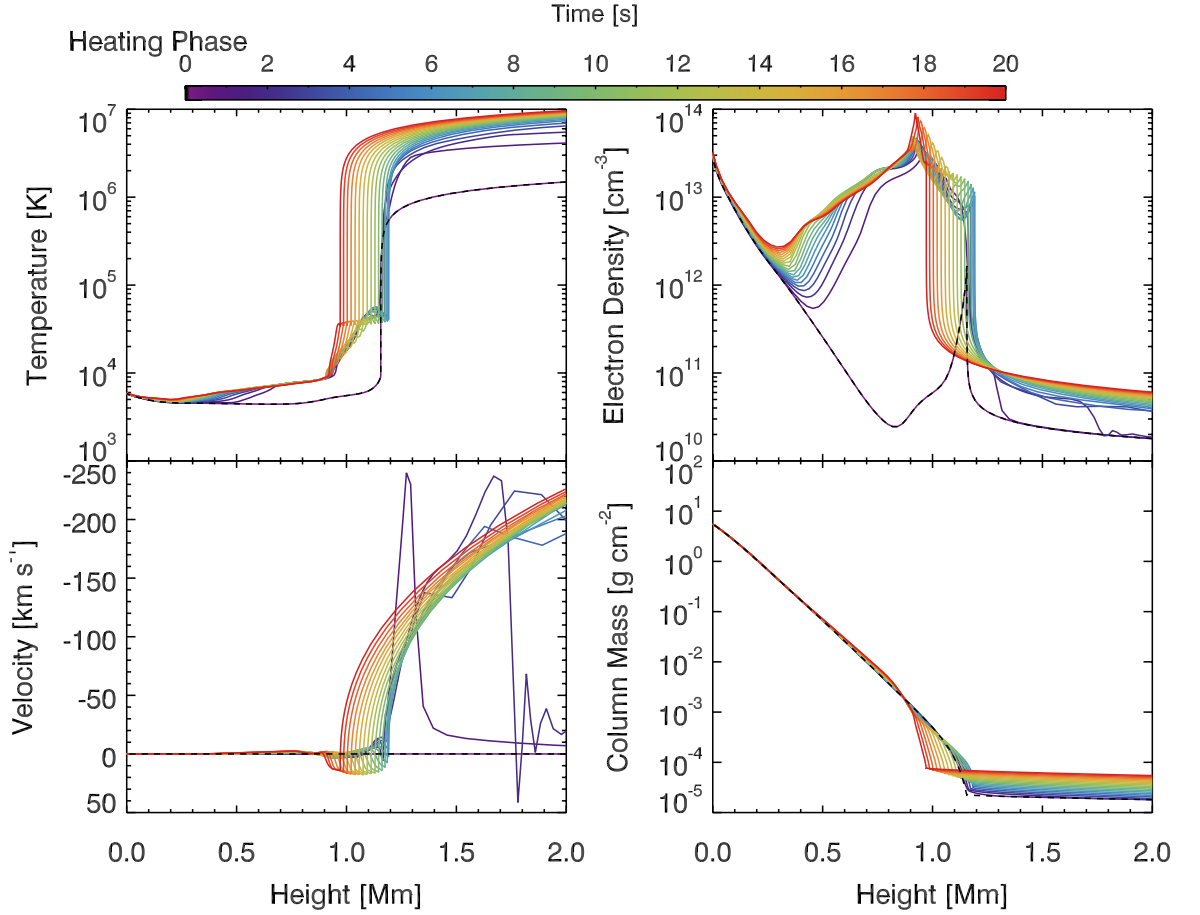 Time [s]
Heating Phase
0 2 4 6 8 10 12 14 16 18 20
10^7
10^6
10^5
10^4
10^3
Temperature [K]
10^14
10^13
10^12
10^11
10^10
Electron Density [cm^-3]
-250
-200
-150
-100
-50
0
50
Velocity [km s^-1]
10^2
10^1
10^0
10^-1
10^-2
10^-3
10^-4
10^-5
Column Mass [g cm^-2]
0.0 0.5 1.0 1.5 2.0
Height [Mm]
0.0 0.5 1.0 1.5 2.0
Height [Mm]